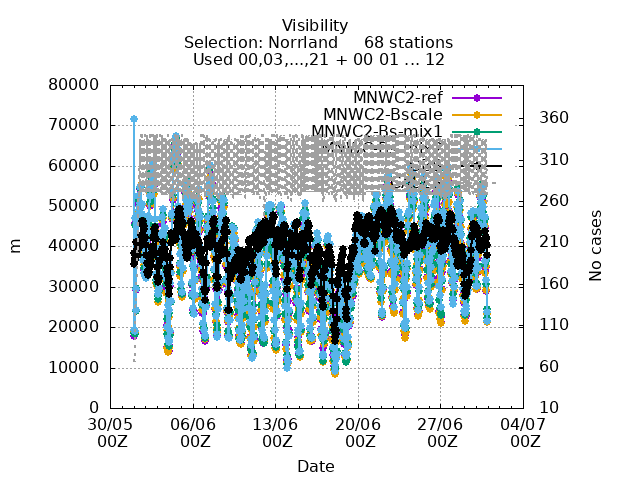 Visibility
Selection: Norrland 68 stations
Used 00,03,...,21 + 00 01 ... 12
80000
70000
60000
50000
40000
30000
20000
10000
0
m
MNWC2-ref
MNWC2-Bscale
MNWC2-Bs-mix1
360
310
260
210
160
110
60
10
No cases
30/05 06/06 13/06 20/06 27/06 04/07
00Z 00Z 00Z 00Z 00Z 00Z
Date